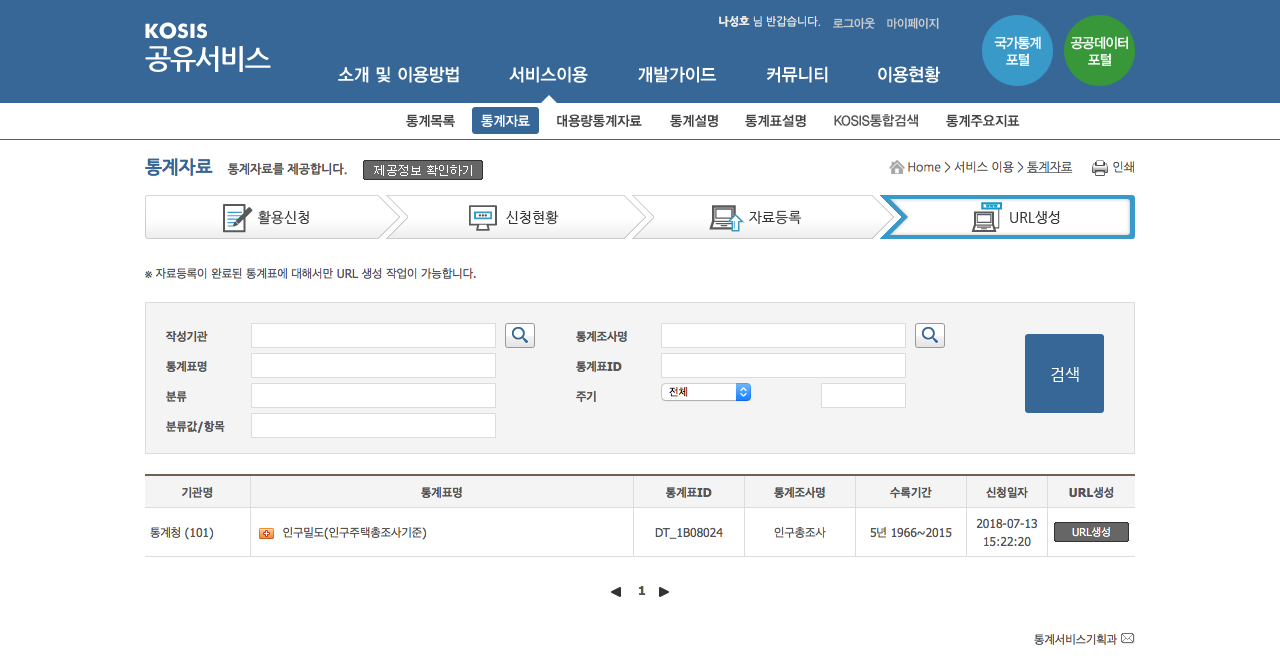 나성호 님 반갑습니다. 로그아웃 마이페이지
KOSIS
공유서비스
국가통계
포털
공공데이터
포털
소개 및 이용방법 서비스이용 개발가이드 커뮤니티 이용현황
통계목록 통계자료 대용량통계자료 통계설명 통계표설명 KOSIS통합검색 통계주요지표
통계자료 통계자료를 제공합니다. 제공정보 확인하기
Home > 서비스 이용 > 통계자료 인쇄
활용신청 신청현황 자료등록 URL생성
※ 자료등록이 완료된 통계표에 대해서만 URL 생성 작업이 가능합니다.
작성기관 통계조사명
통계표명 통계표ID
분류 주기 전체
분류값/항목
검색
기관명 통계표명 통계표ID 통계조사명 수록기간 신청일자 URL생성
통계청 (101) 인구밀도(인구주택총조사기준) DT_1B08024 인구총조사 5년 1966~2015 2018-07-13
15:22:20 URL생성
◀ 1 ▶
통계서비스기획과